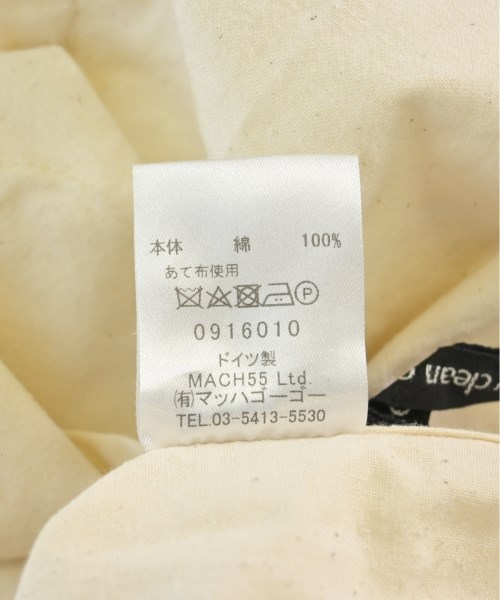 本体 綿 100%
あて布使用
P
0916010
ドイツ製
MACH55 Ltd.
㈲マッハゴーゴー
TEL.03-5413-5530
clean